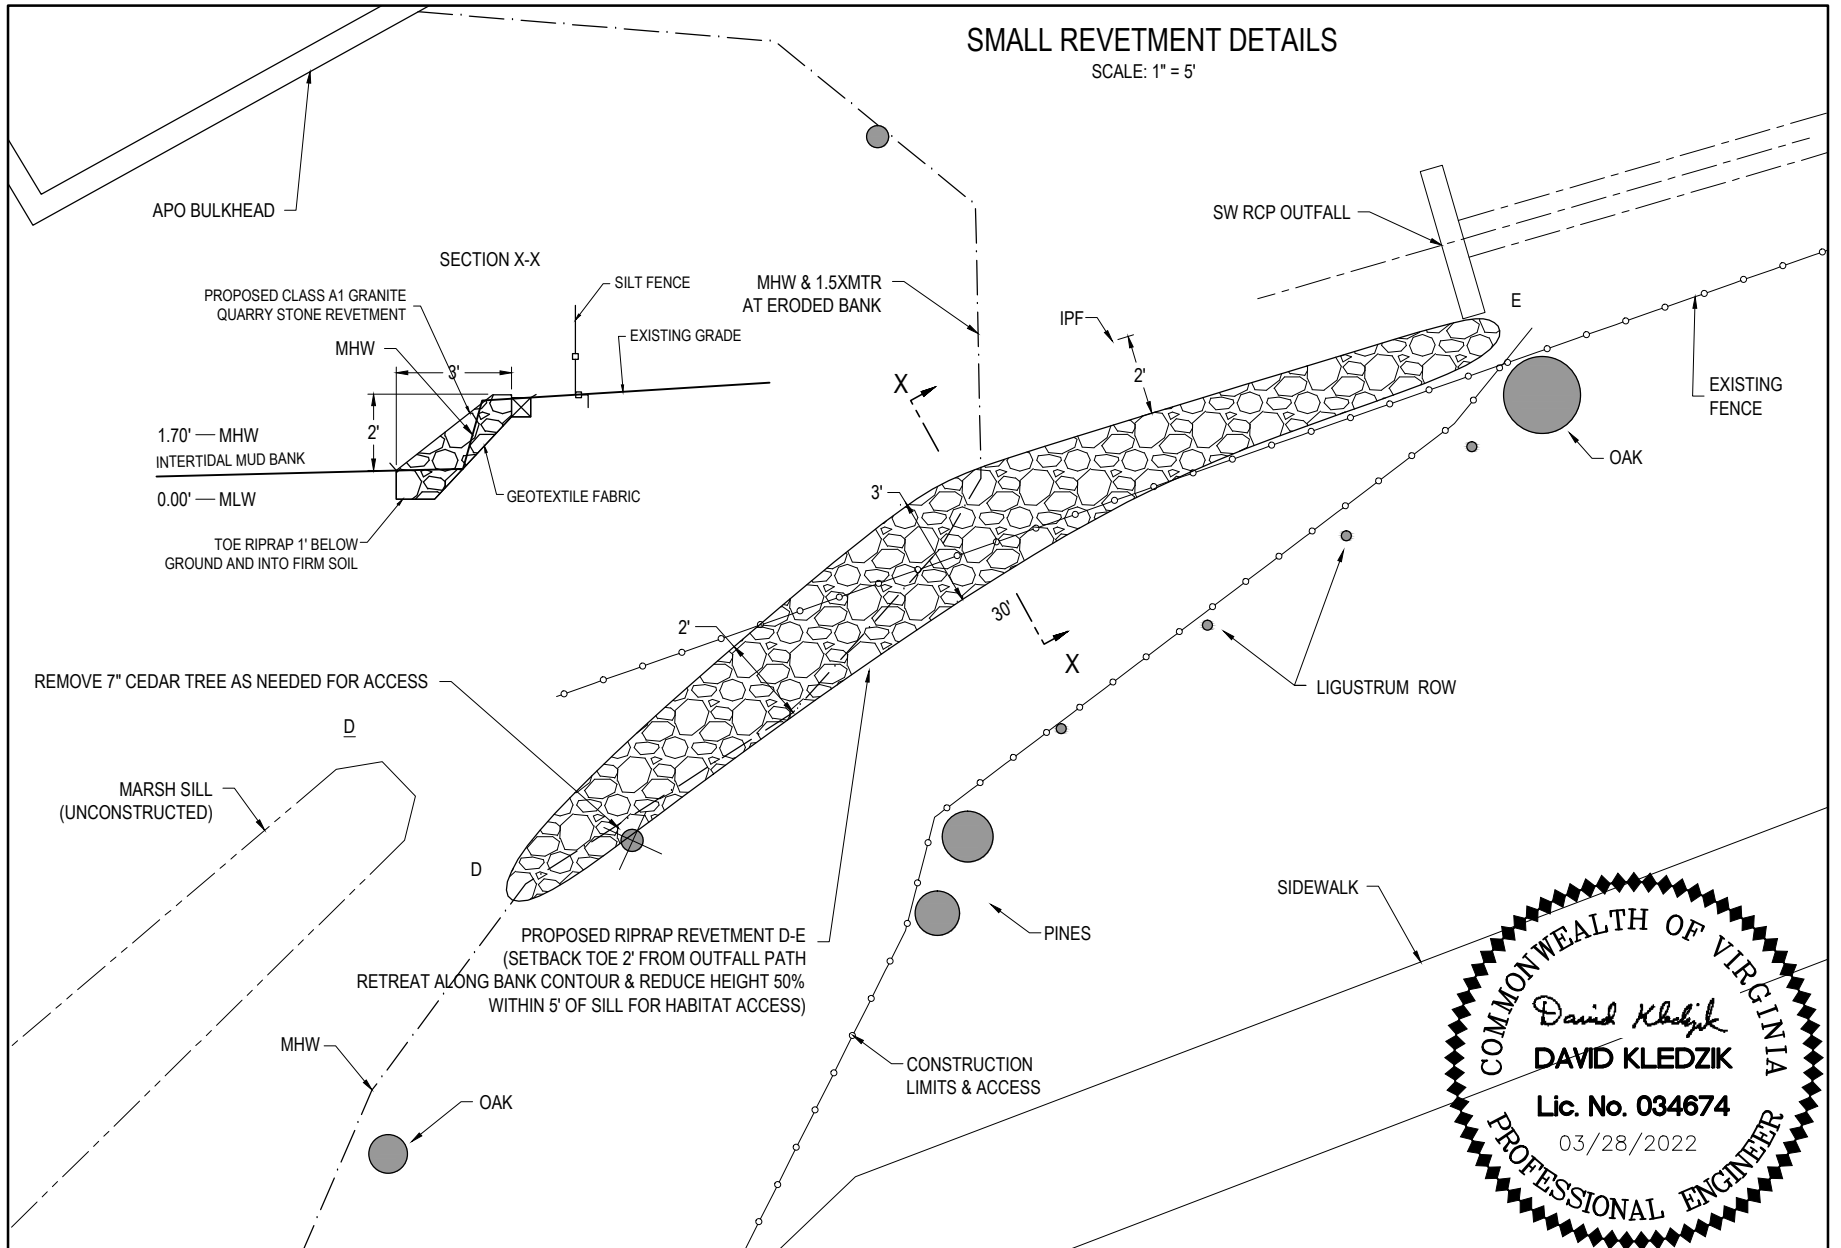 SMALL REVETMENT DETAILS
SCALE: 1" = 5'
APO BULKHEAD
SW RCP OUTFALL
SECTION X-X
PROPOSED CLASS A1 GRANITE
QUARRY STONE REVETMENT
SILT FENCE
MHW & 1.5XMTR
AT ERODED BANK
IPF
E
MHW
EXISTING GRADE
3'
2'
X
2'
EXISTING
FENCE
1.70' — MHW
INTERTIDAL MUD BANK
0.00' — MLW
GEOTEXTILE FABRIC
3'
OAK
TOE RIPRAP 1' BELOW
GROUND AND INTO FIRM SOIL
30'
2'
X
REMOVE 7" CEDAR TREE AS NEEDED FOR ACCESS
LIGUSTRUM ROW
D
MARSH SILL
(UNCONSTRUCTED)
D
SIDEWALK
PROPOSED RIPRAP REVETMENT D-E
(SETBACK TOE 2' FROM OUTFALL PATH
RETREAT ALONG BANK CONTOUR & REDUCE HEIGHT 50%
WITHIN 5' OF SILL FOR HABITAT ACCESS)
PINES
MHW
CONSTRUCTION
LIMITS & ACCESS
OAK
COMMONWEALTH OF VIRGINIA
David Kledzik
DAVID KLEDZIK
Lic. No. 034674
03/28/2022
PROFESSIONAL ENGINEER